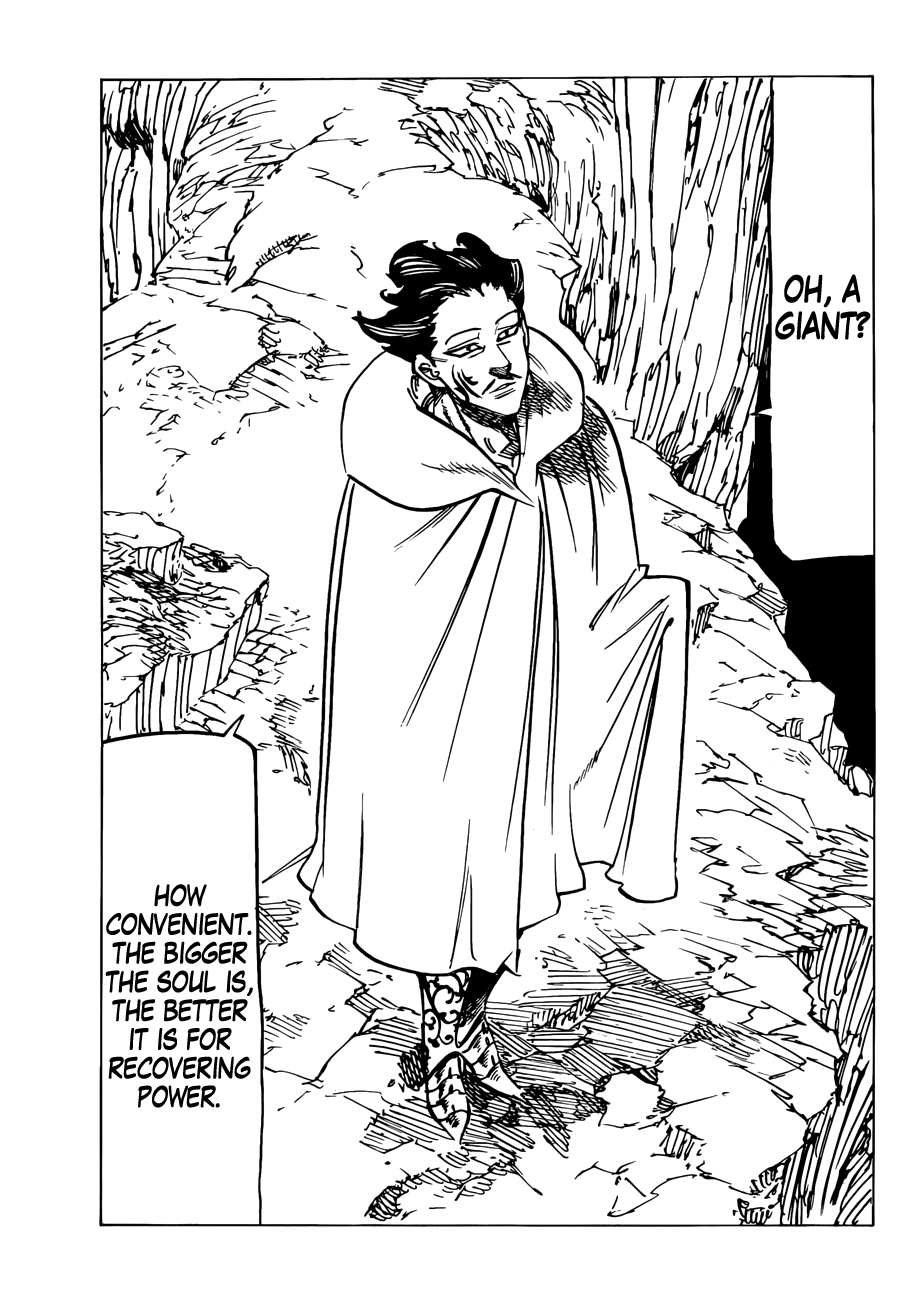 OH, A
GIANT?
HOW
CONVENIENT.
THE BIGGER
THE SOUL IS,
THE BETTER
IT IS FOR
RECOVERING
POWER.